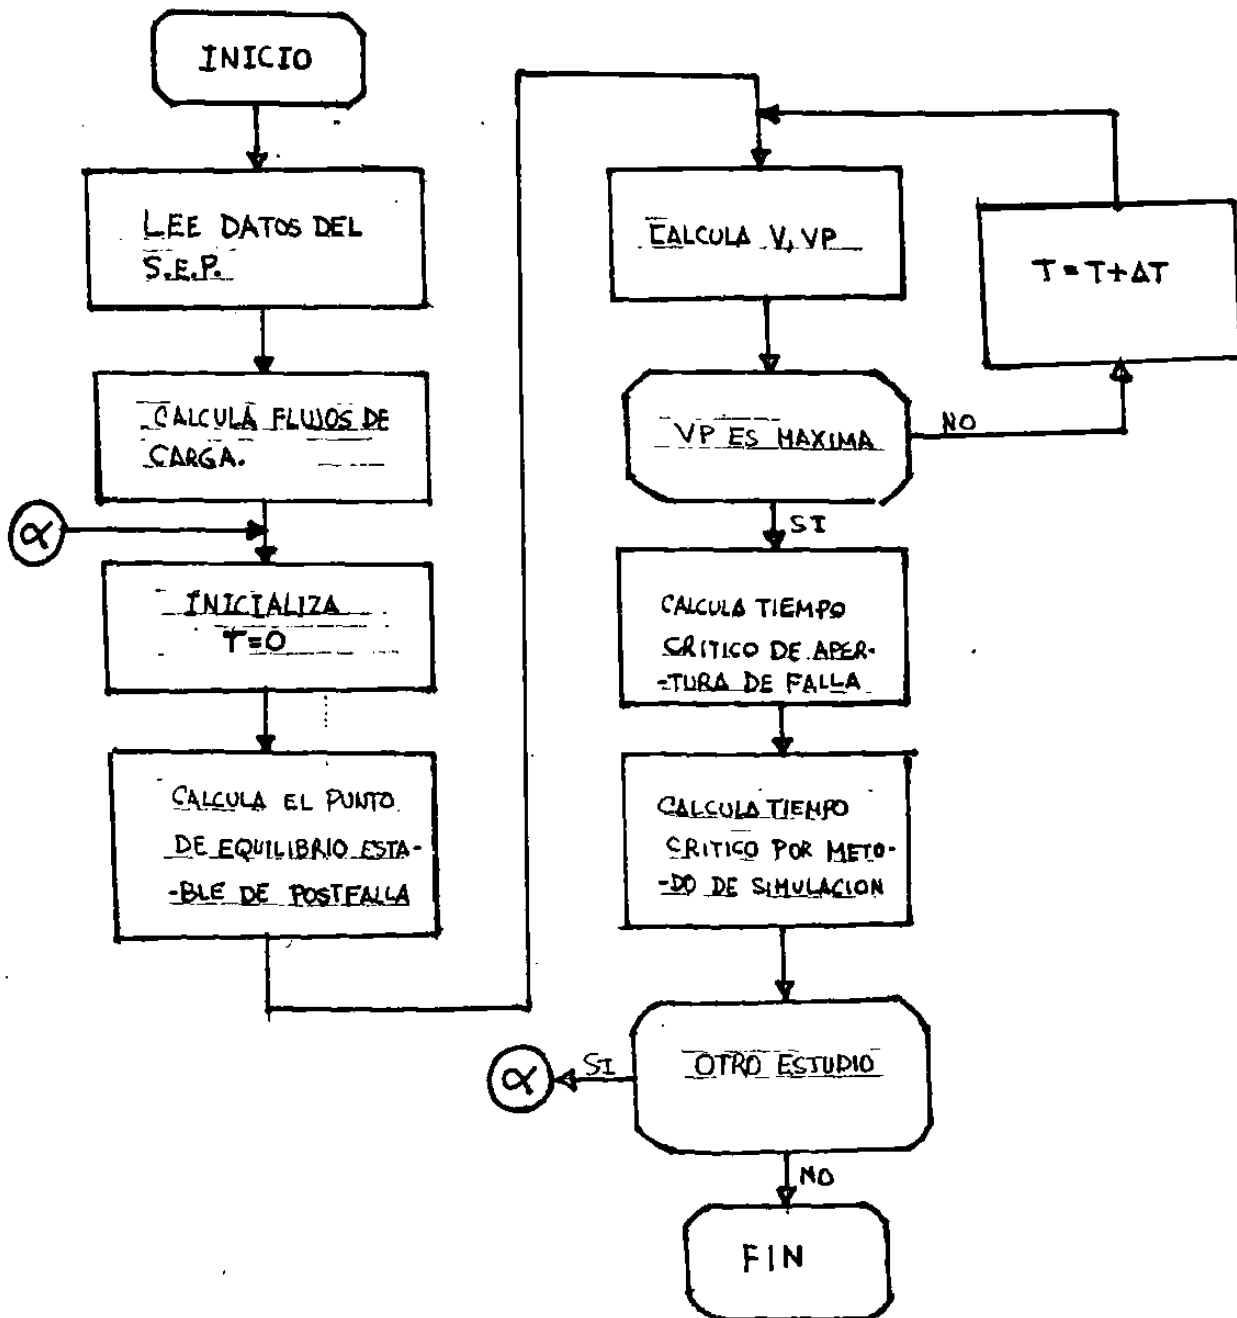 INICIO
LEE DATOS DEL
S.E.P.
CALCULA FLUJOS DE
CARGA.
α
INICIALIZA
T=0
CALCULA EL PUNTO
DE EQUILIBRIO ESTA-
-BLE DE POSTFALLA
CALCULA V, VP
T = T+ΔT
VP ES MAXIMA
NO
SI
CALCULA TIEMPO
CRITICO DE APER-
-TURA DE FALLA
CALCULA TIEMPO
CRITICO POR METO-
-DO DE SIMULACION
OTRO ESTUDIO
SI
α
NO
FIN